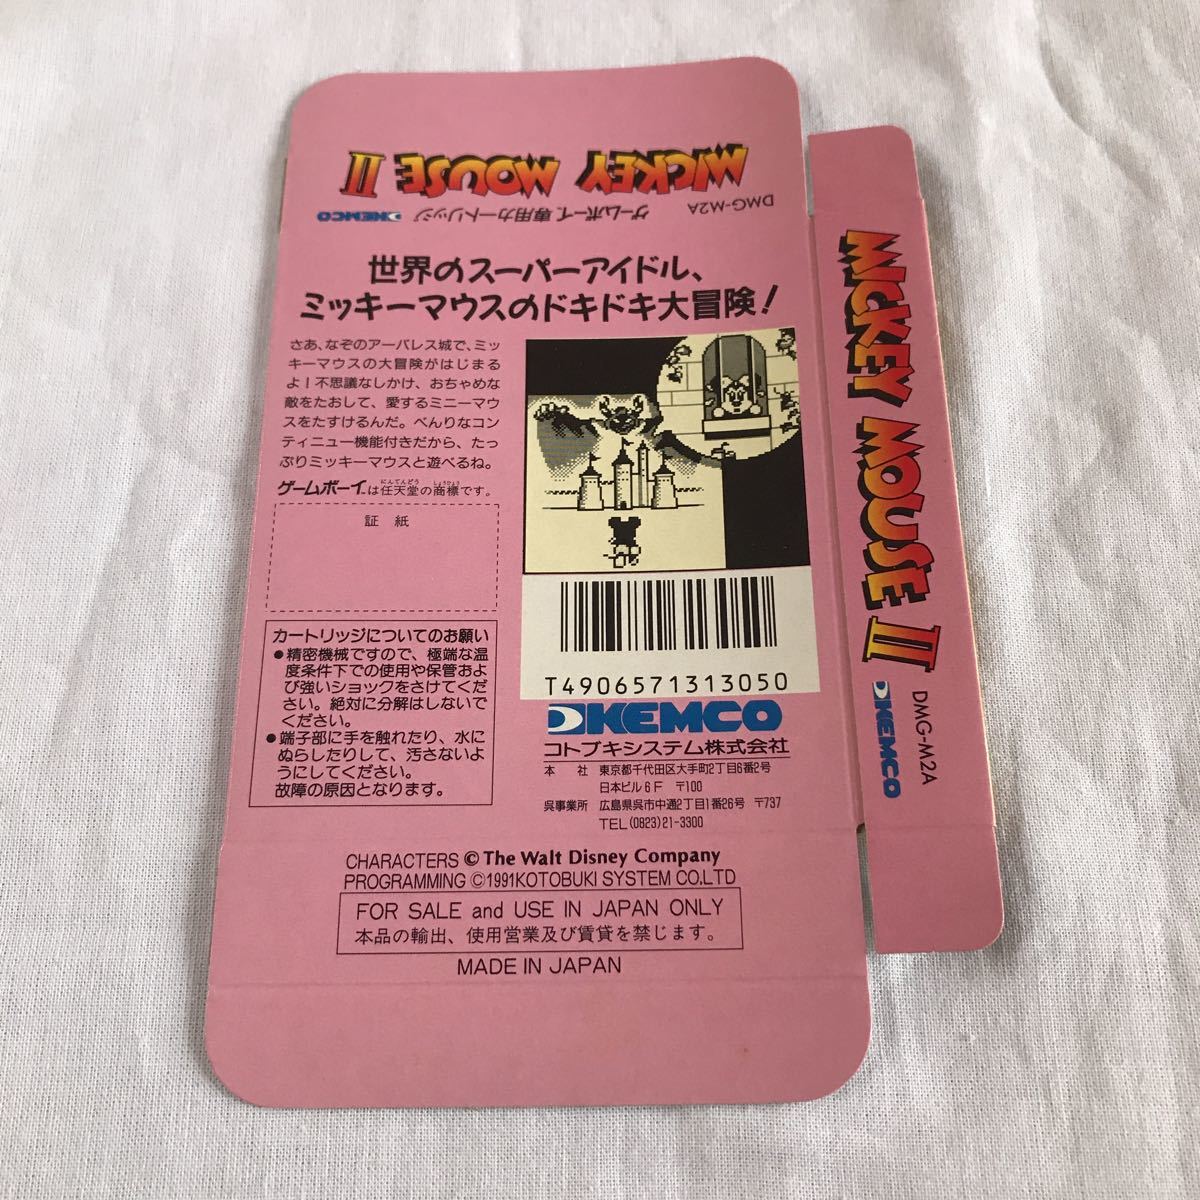 MICKEY MOUSE II
DMG-M2A
ゲームボーイ 専用カートリッジ
KEMCO
世界のスーパーアイドル、
ミッキーマウスのドキドキ大冒険!
さあ、なぞのアーバレス城で、ミッ
キーマウスの大冒険がはじまる
よ!不思議なしかけ、おちゃめな
敵をたおして、愛するミニーマウ
スをたすけるんだ。べんりなコン
ティニュー機能付きだから、たっ
ぷりミッキーマウスと遊べるね。
にんてんどう しょうひょう
ゲームボーイ™は任天堂の商標です。
証 紙
カートリッジについてのお願い
●精密機械ですので、極端な温
度条件下での使用や保管およ
び強いショックをさけてくだ
さい。絶対に分解はしないで
ください。
●端子部に手を触れたり、水に
ぬらしたりして、汚さないよ
うにしてください。
故障の原因となります。
T4906571313050
KEMCO
コトブキシステム株式会社
本 社 東京都千代田区大手町2丁目6番2号
日本ビル6F 〒100
呉事業所 広島県呉市中通2丁目1番26号 〒737
TEL(0823)21-3300
CHARACTERS © The Walt Disney Company
PROGRAMMING ©1991KOTOBUKI SYSTEM CO.LTD
FOR SALE and USE IN JAPAN ONLY
本品の輸出、使用営業及び賃貸を禁じます。
MADE IN JAPAN
MICKEY MOUSE II
DMG-M2A
KEMCO